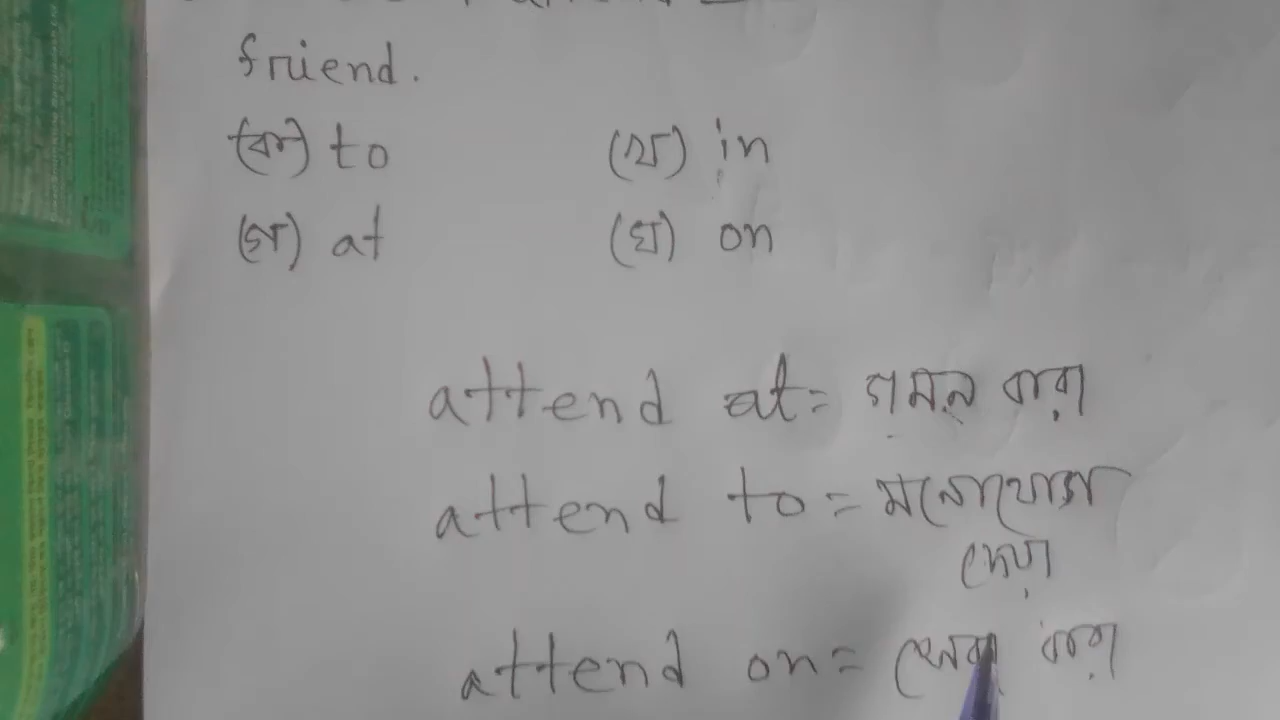 friend.
(ক) to (খ) in
(গ) at (ঘ) on
attend at = গমন করা
attend to = মনোযোগ
দেয়া
attend on = সেবা করা